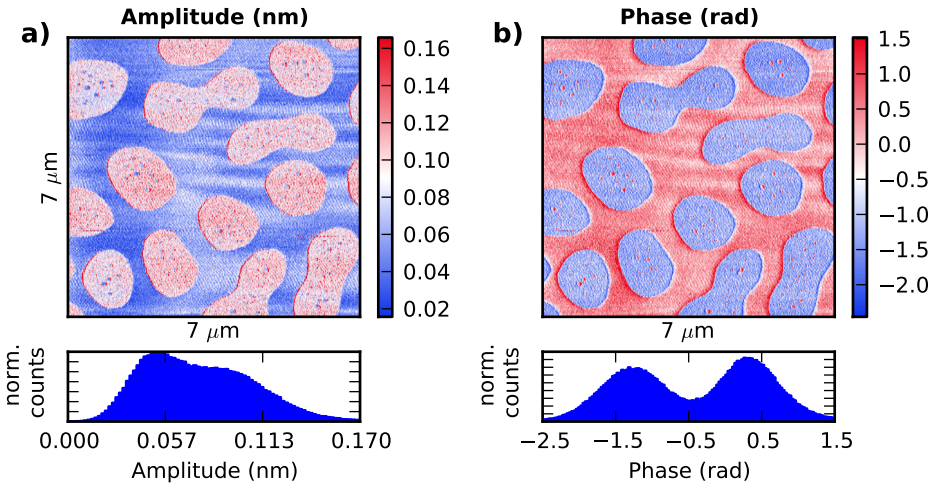 Amplitude (nm)
Phase (rad)
a)
b)
7 μm
7 μm
0.16
0.14
0.12
0.10
0.08
0.06
0.04
0.02
7 μm
1.5
1.0
0.5
0.0
−0.5
−1.0
−1.5
−2.0
norm.
counts
0.000
0.057
0.113
0.170
Amplitude (nm)
norm.
counts
−2.5
−1.5
−0.5
0.5
1.5
Phase (rad)